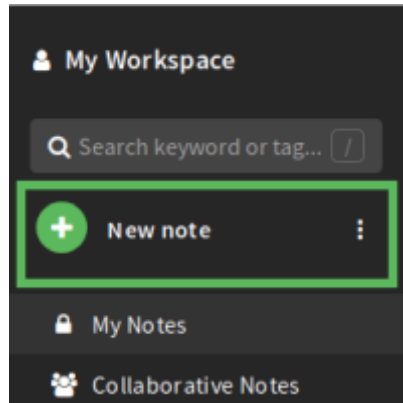 My Workspace
Search keyword or tag... /
New note
My Notes
Collaborative Notes